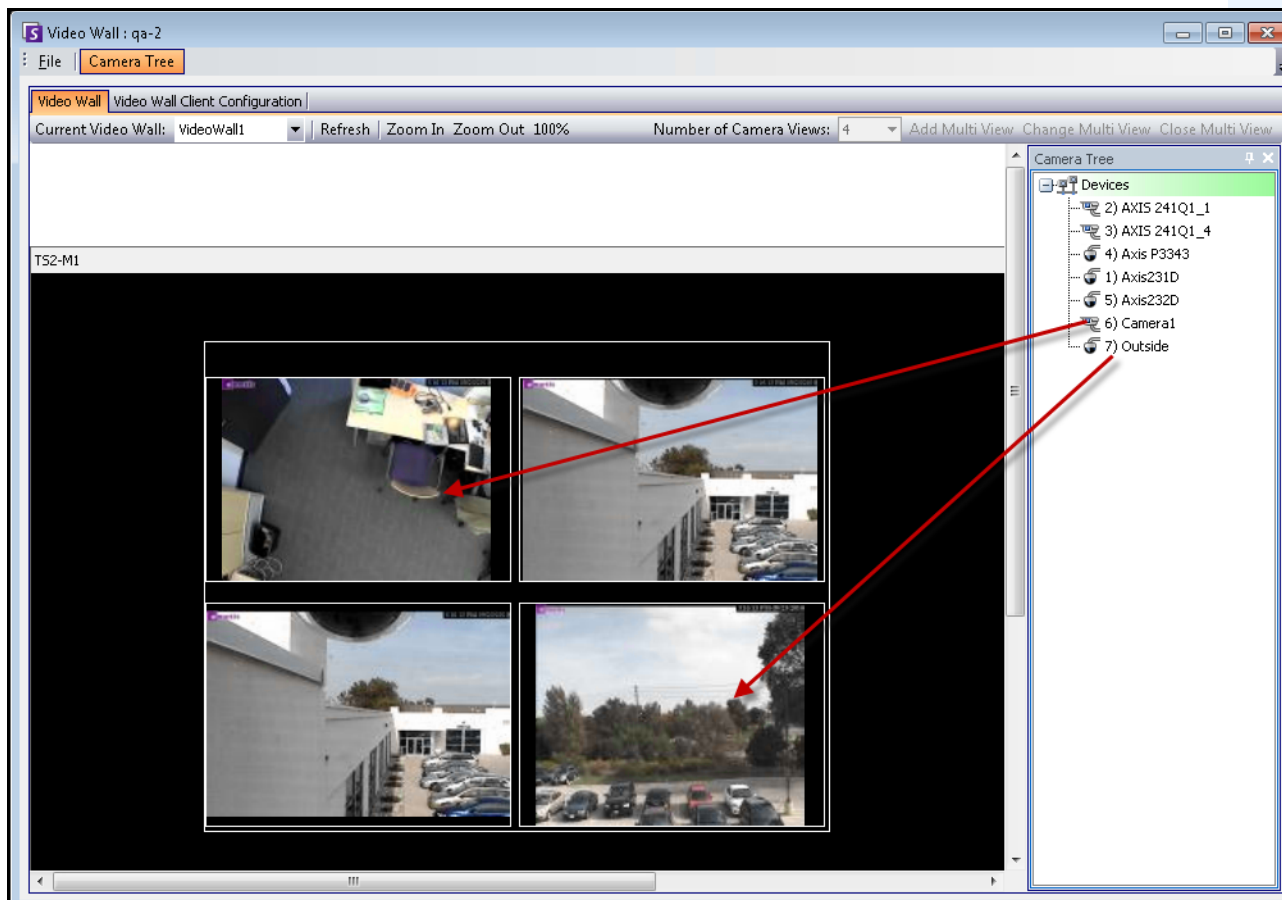 Video Wall : qa-2
File Camera Tree
Video Wall Video Wall Client Configuration
Current Video Wall: VideoWall1 Refresh Zoom In Zoom Out 100% Number of Camera Views: 4 Add Multi View Change Multi View Close Multi View
Camera Tree
Devices
2) AXIS 241Q1_1
3) AXIS 241Q1_4
4) Axis P3343
1) Axis231D
5) Axis232D
6) Camera1
7) Outside
TS2-M1